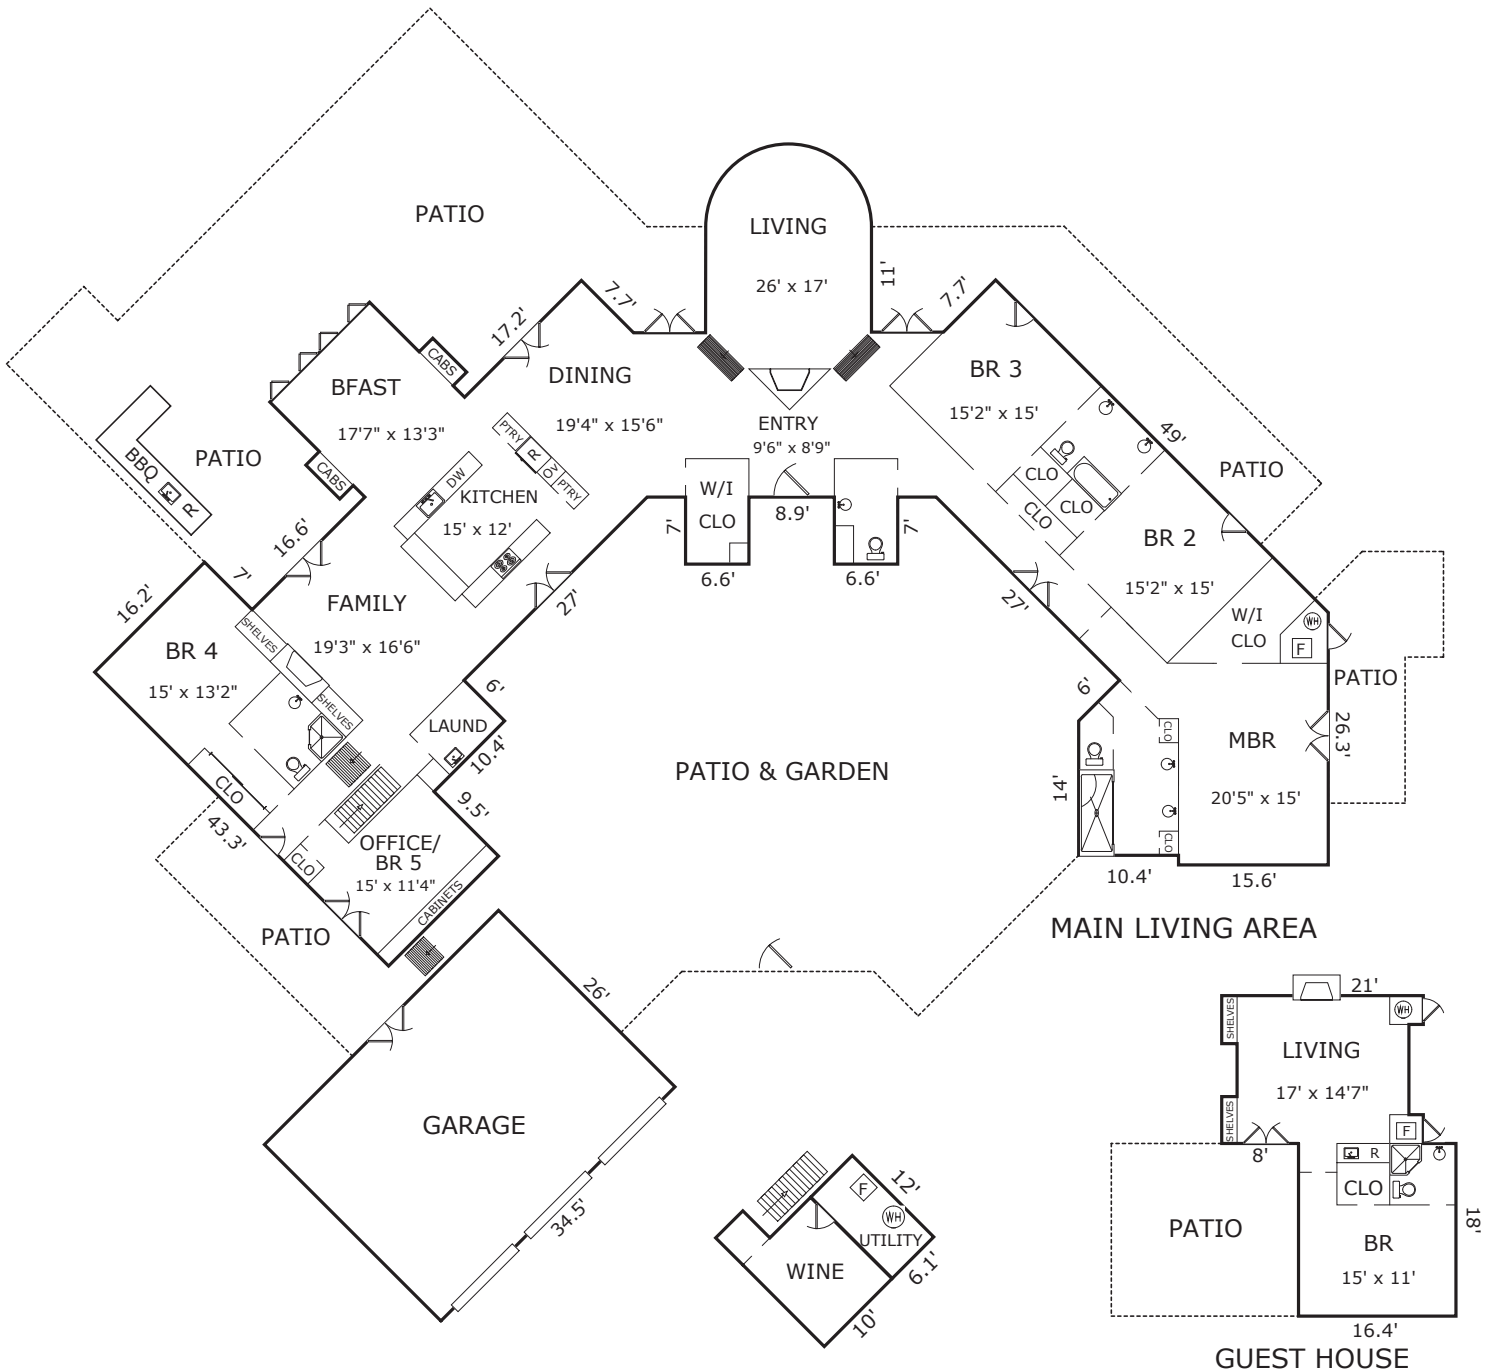 PATIO
LIVING
26' x 17'
11'
7.7'
7.7'
17.2'
CABS
BFAST
17'7" x 13'3"
DINING
19'4" x 15'6"
ENTRY
9'6" x 8'9"
BR 3
15'2" x 15'
49'
PATIO
PATIO
BBQ
R
CABS
PTRY
R
OV
PTRY
DW
KITCHEN
15' x 12'
W/I
CLO
7'
6.6'
8.9'
7'
6.6'
CLO
CLO
CLO
BR 2
15'2" x 15'
16.6'
7'
16.2'
FAMILY
19'3" x 16'6"
27'
27'
W/I
CLO
WH
F
PATIO
SHELVES
SHELVES
BR 4
15' x 13'2"
6'
LAUND
10.4'
9.5'
CLO
43.3'
OFFICE/
BR 5
15' x 11'4"
CLO
CABINETS
PATIO
PATIO & GARDEN
6'
14'
CLO
CLO
MBR
20'5" x 15'
26.3'
10.4'
15.6'
MAIN LIVING AREA
26'
GARAGE
34.5'
12'
F
WH
UTILITY
6.1'
WINE
10'
21'
SHELVES
WH
LIVING
17' x 14'7"
SHELVES
F
8'
R
CLO
PATIO
BR
15' x 11'
18'
16.4'
GUEST HOUSE